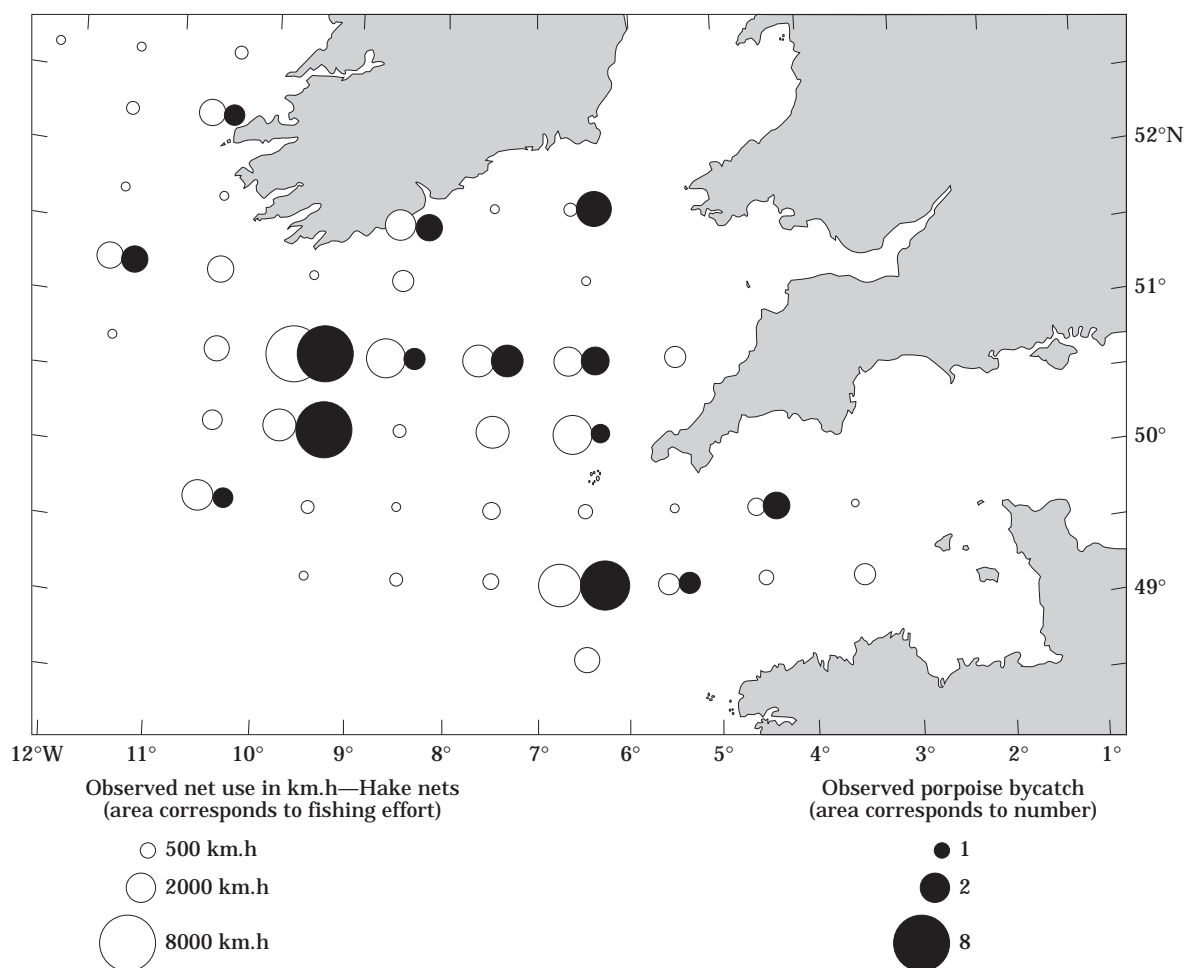 52°N
51°
50°
49°
12°W 11° 10° 9° 8° 7° 6° 5° 4° 3° 2° 1°
Observed net use in km.h—Hake nets
(area corresponds to fishing effort)
500 km.h
2000 km.h
8000 km.h
Observed porpoise bycatch
(area corresponds to number)
1
2
8